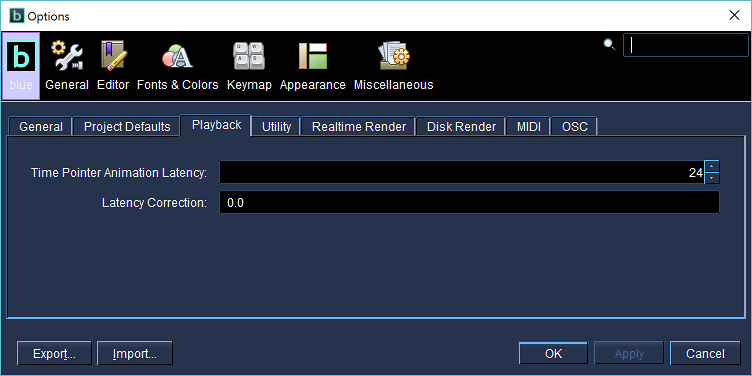 Options
blue General Editor Fonts & Colors Keymap Appearance Miscellaneous
General Project Defaults Playback Utility Realtime Render Disk Render MIDI OSC
Time Pointer Animation Latency: 24
Latency Correction: 0.0
Export... Import... OK Apply Cancel